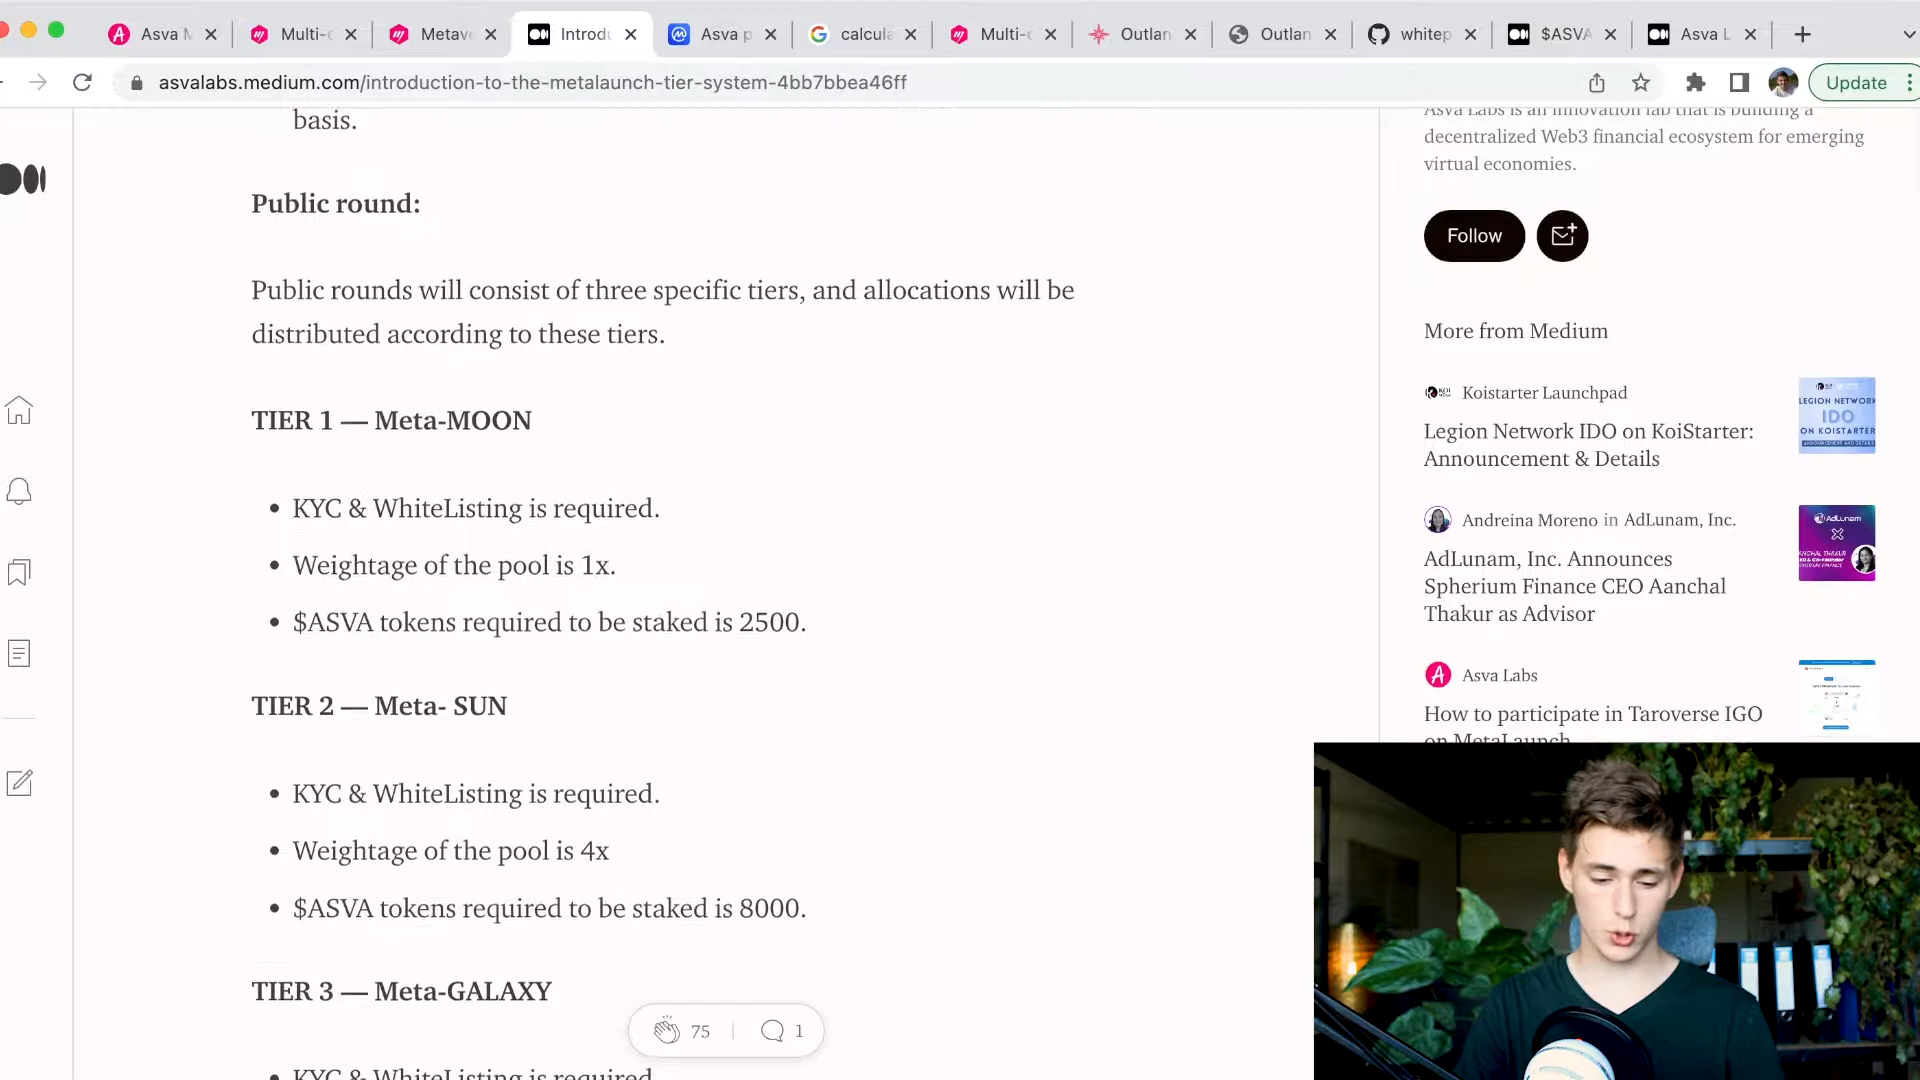 Asva M
Multi-c
Metave
Introdu
Asva p
calcula
Multi-c
Outlan
Outlan
whitep
$ASVA
Asva L
asvalabs.medium.com/introduction-to-the-metalaunch-tier-system-4bb7bbea46ff
Update
basis.
Public round:
Public rounds will consist of three specific tiers, and allocations will be
distributed according to these tiers.
TIER 1 — Meta-MOON
• KYC & WhiteListing is required.
• Weightage of the pool is 1x.
• $ASVA tokens required to be staked is 2500.
TIER 2 — Meta- SUN
• KYC & WhiteListing is required.
• Weightage of the pool is 4x
• $ASVA tokens required to be staked is 8000.
TIER 3 — Meta-GALAXY
• KYC & WhiteListing is required.
75
1
Asva Labs is an innovation lab that is building a
decentralized Web3 financial ecosystem for emerging
virtual economies.
Follow
More from Medium
Koistarter Launchpad
Legion Network IDO on KoiStarter:
Announcement & Details
LEGION NETWORK
IDO
ON KOISTARTER
Andreina Moreno in AdLunam, Inc.
AdLunam, Inc. Announces
Spherium Finance CEO Aanchal
Thakur as Advisor
AdLunam
Asva Labs
How to participate in Taroverse IGO
on MetaLaunch